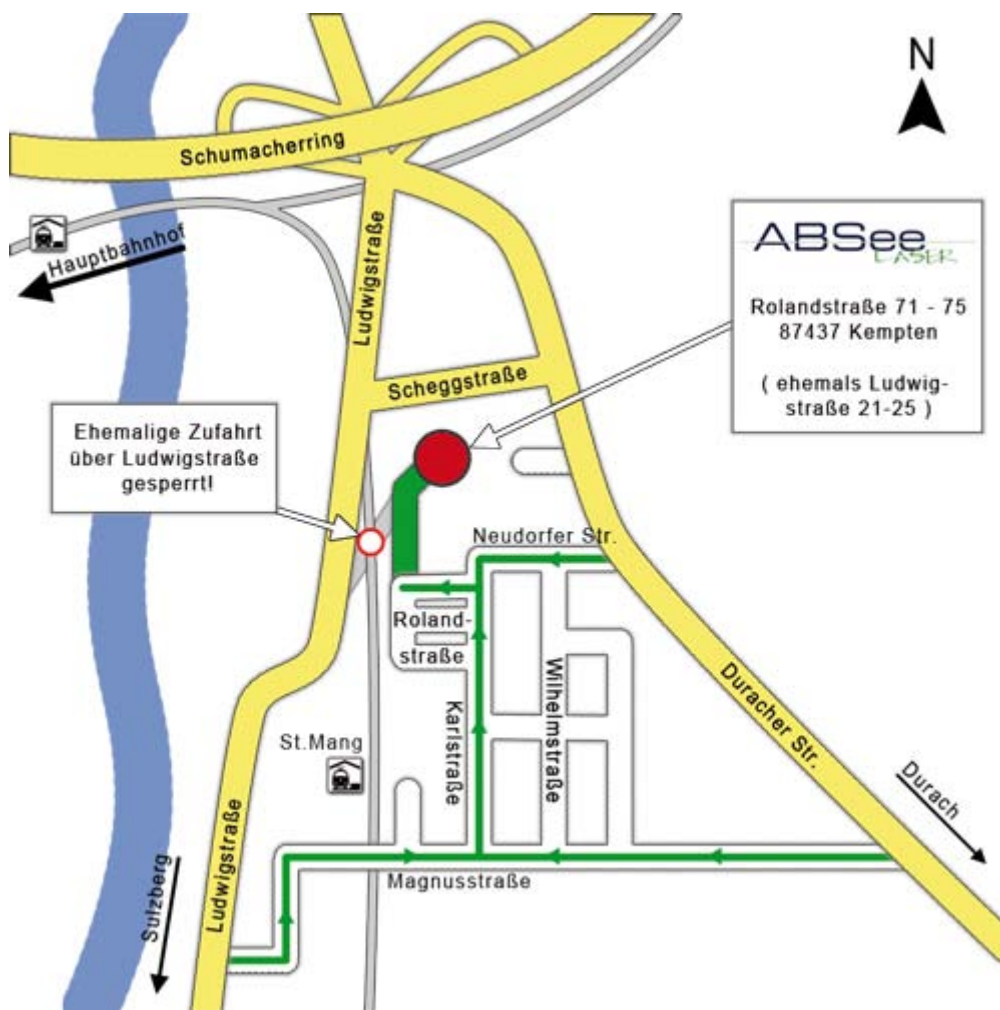 N
Schumacherring
Hauptbahnhof
Ludwigstraße
ABSee
LASER
Rolandstraße 71 - 75
87437 Kempten
( ehemals Ludwig-
straße 21-25 )
Scheggstraße
Ehemalige Zufahrt
über Ludwigstraße
gesperrt!
Neudorfer Str.
Roland-
straße
Wilhelmstraße
Karlstraße
Duracher Str.
St.Mang
Durach
Ludwigstraße
Magnusstraße
Sulzberg